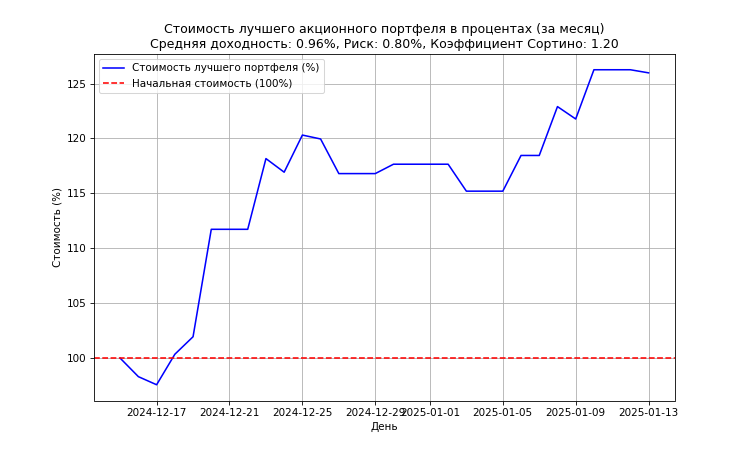 Стоимость лучшего акционного портфеля в процентах (за месяц)
Средняя доходность: 0.96%, Риск: 0.80%, Коэффициент Сортино: 1.20
Стоимость лучшего портфеля (%)
Начальная стоимость (100%)
Стоимость (%)
125
120
115
110
105
100
2024-12-17 2024-12-21 2024-12-25 2024-12-29 2025-01-01 2025-01-05 2025-01-09 2025-01-13
День